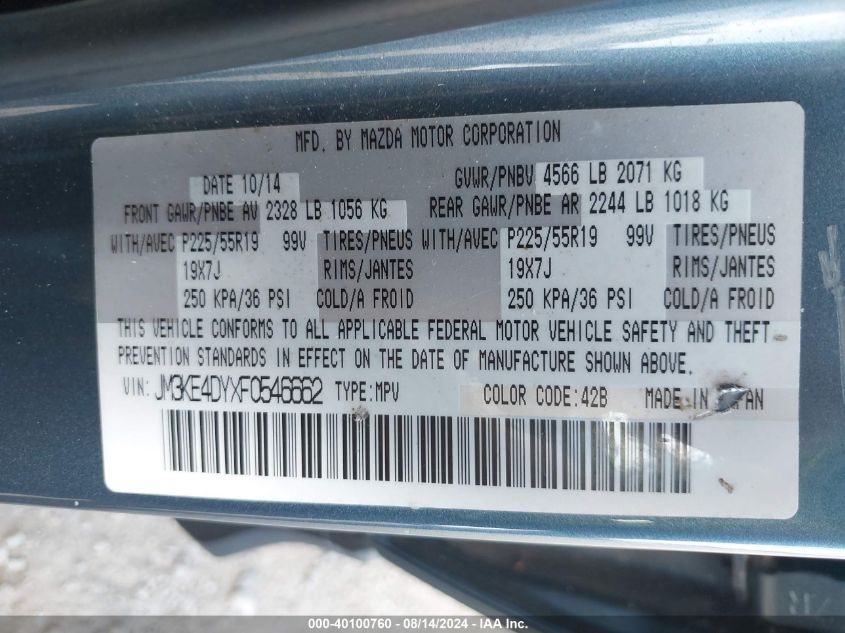 MFD. BY MAZDA MOTOR CORPORATION
DATE 10/14 GVWR/PNBV 4566 LB 2071 KG
FRONT GAWR/PNBE AV 2328 LB 1056 KG REAR GAWR/PNBE AR 2244 LB 1018 KG
WITH/AVEC P225/55R19 99V TIRES/PNEUS WITH/AVEC P225/55R19 99V TIRES/PNEUS
19X7J RIMS/JANTES 19X7J RIMS/JANTES
250 KPA/36 PSI COLD/A FROID 250 KPA/36 PSI COLD/A FROID
THIS VEHICLE CONFORMS TO ALL APPLICABLE FEDERAL MOTOR VEHICLE SAFETY AND THEFT
PREVENTION STANDARDS IN EFFECT ON THE DATE OF MANUFACTURE SHOWN ABOVE.
VIN: JM3KE4DYXF0546662 TYPE:MPV COLOR CODE:42B MADE IN JAPAN
000-40100760 - 08/14/2024 - IAAI.COM